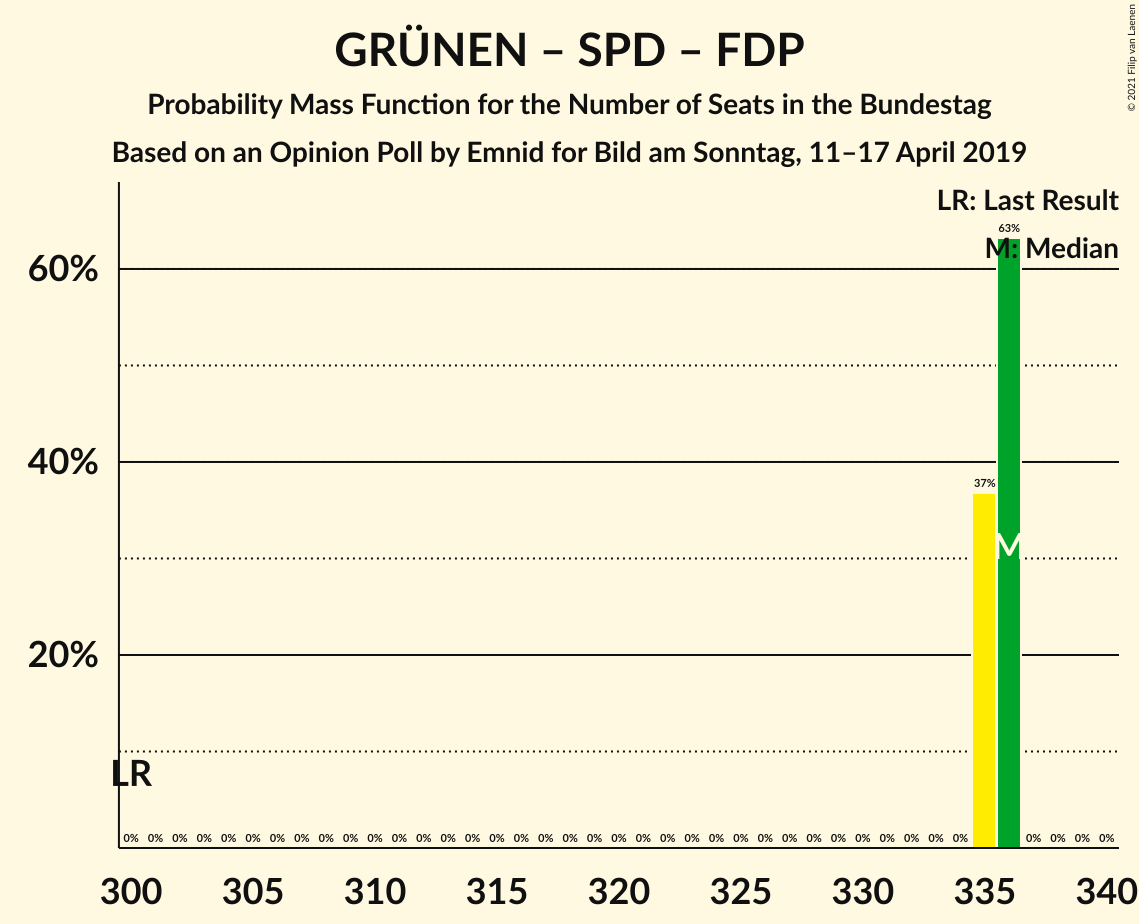 GRÜNEN – SPD – FDP
Probability Mass Function for the Number of Seats in the Bundestag
Based on an Opinion Poll by Emnid for Bild am Sonntag, 11–17 April 2019
© 2021 Filip van Laenen
LR: Last Result
63%
M: Median
60%
40%
37%
M
20%
LR
0% 0% 0% 0% 0% 0% 0% 0% 0% 0% 0% 0% 0% 0% 0% 0% 0% 0% 0% 0% 0% 0% 0% 0% 0% 0% 0% 0% 0% 0% 0% 0% 0% 0% 0% 0% 0% 0% 0%
300 305 310 315 320 325 330 335 340